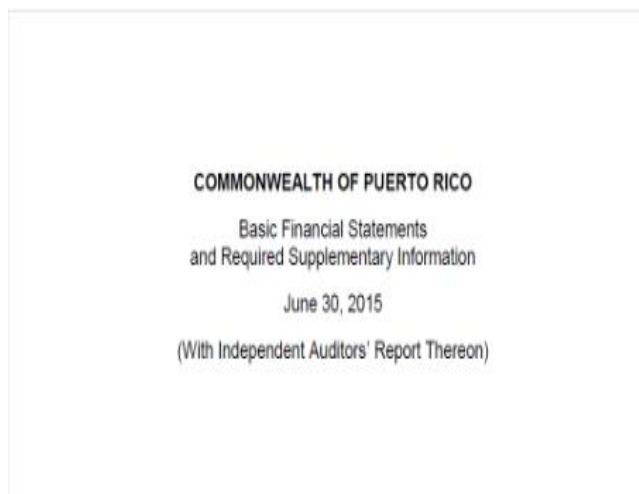 COMMONWEALTH OF PUERTO RICO
Basic Financial Statements
and Required Supplementary Information
June 30, 2015
(With Independent Auditors' Report Thereon)